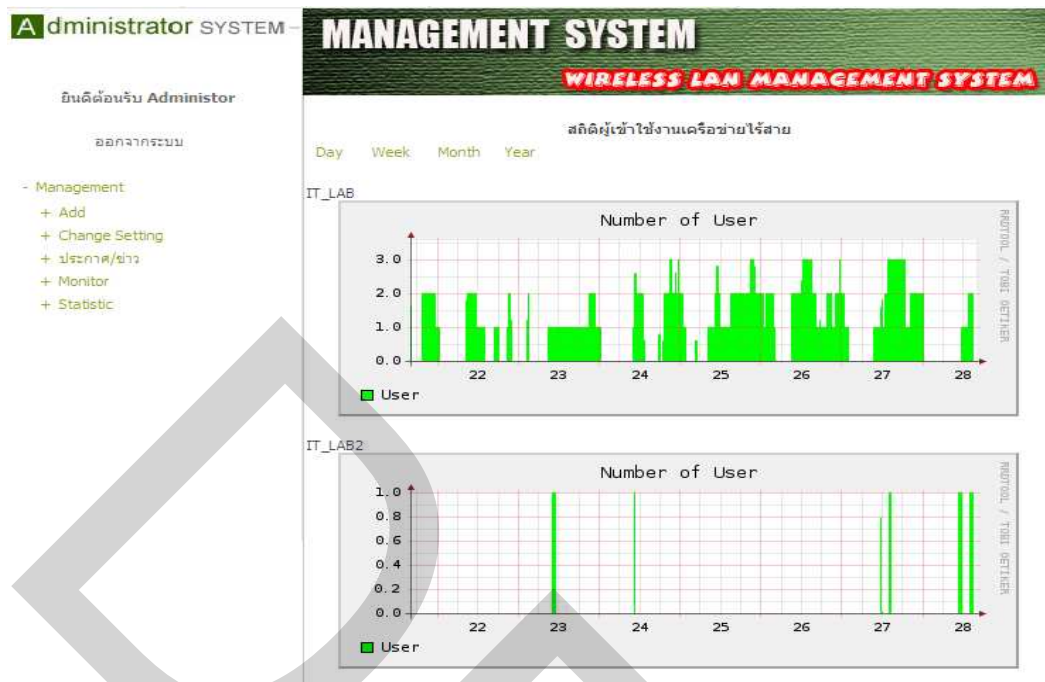 Administrator SYSTEM
ยินดีต้อนรับ Administor
ออกจากระบบ
- Management
+ Add
+ Change Setting
+ ประกาศ/ข่าว
+ Monitor
+ Statistic
MANAGEMENT SYSTEM
WIRELESS LAN MANAGEMENT SYSTEM
สถิติผู้เข้าใช้งานเครือข่ายไร้สาย
Day Week Month Year
IT_LAB
Number of User
3.0
2.0
1.0
0.0
22 23 24 25 26 27 28
User
RRDTOOL / TOBI OETIKER
IT_LAB2
Number of User
1.0
0.8
0.6
0.4
0.2
0.0
22 23 24 25 26 27 28
User
RRDTOOL / TOBI OETIKER